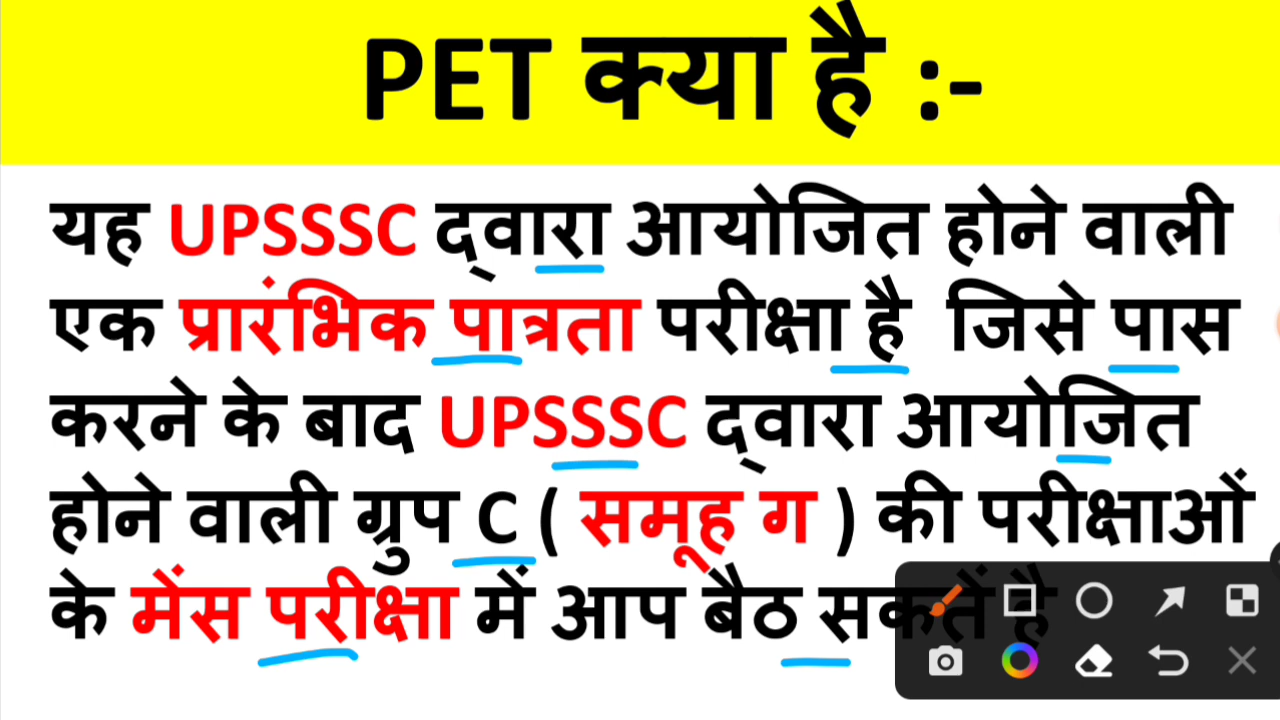 PET क्या है :-
यह UPSSSC द्वारा आयोजित होने वाली
एक प्रारंभिक पात्रता परीक्षा है जिसे पास
करने के बाद UPSSSC द्वारा आयोजित
होने वाली ग्रुप C ( समूह ग ) की परीक्षाओं
के मेंस परीक्षा में आप बैठ सकतें है